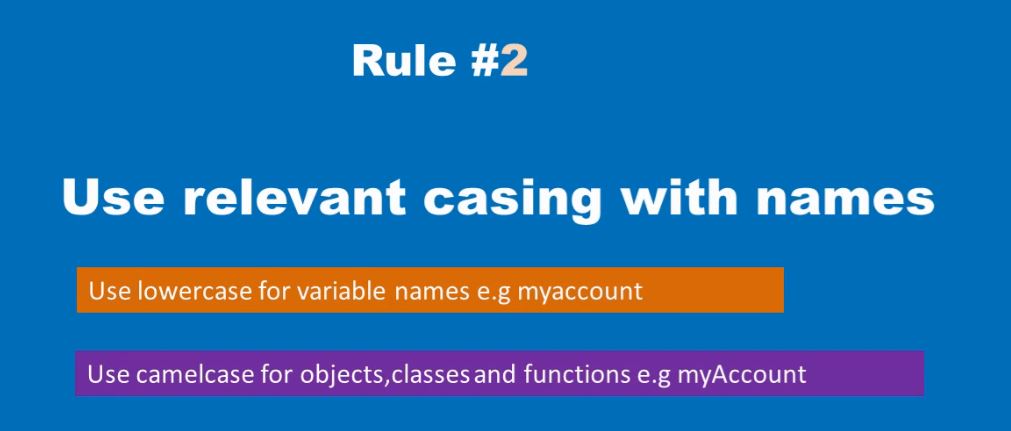 Rule #2
Use relevant casing with names
Use lowercase for variable names e.g myaccount
Use camelcase for objects,classes and functions e.g myAccount